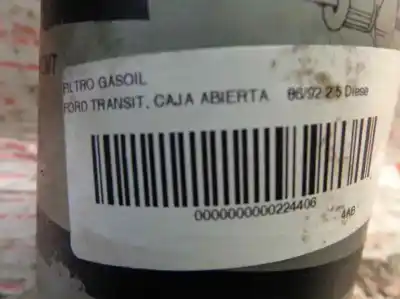 FILTRO GASOIL
FORD TRANSIT, CAJA ABIERTA 86/92 2.5 Diese
0000000000224406
4AB